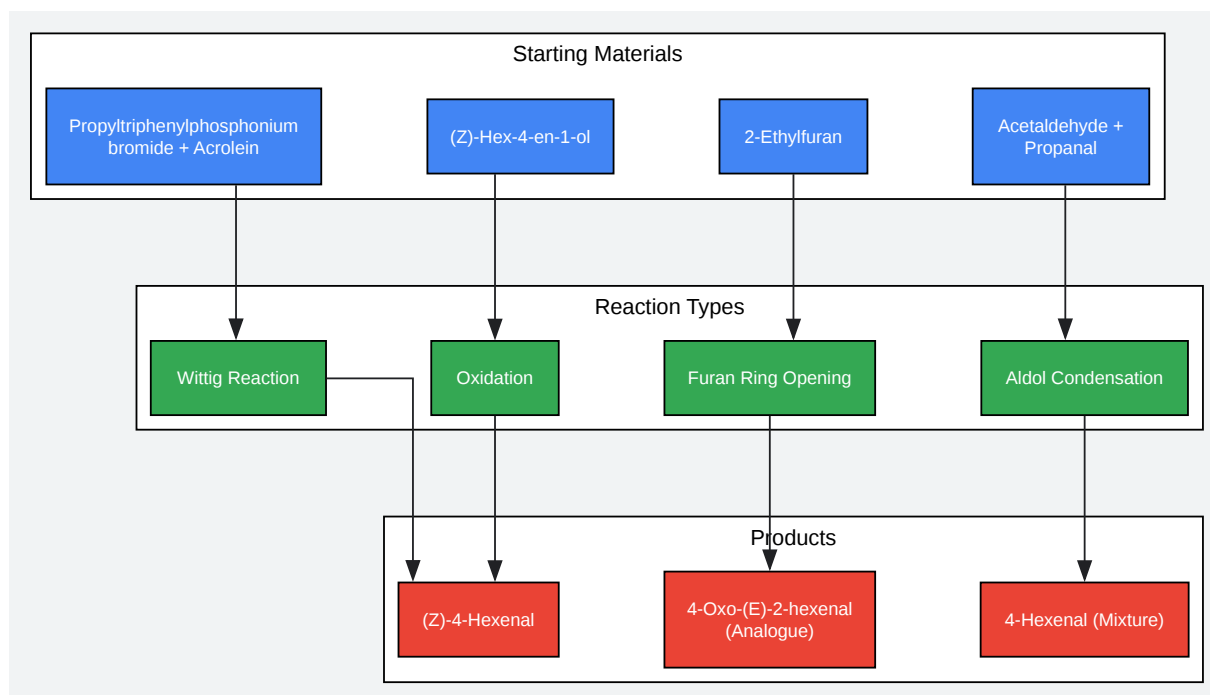 Starting Materials
Propyltriphenylphosphonium
bromide + Acrolein
(Z)-Hex-4-en-1-ol
2-Ethylfuran
Acetaldehyde +
Propanal
Reaction Types
Wittig Reaction
Oxidation
Furan Ring Opening
Aldol Condensation
Products
(Z)-4-Hexenal
4-Oxo-(E)-2-hexenal
(Analogue)
4-Hexenal (Mixture)